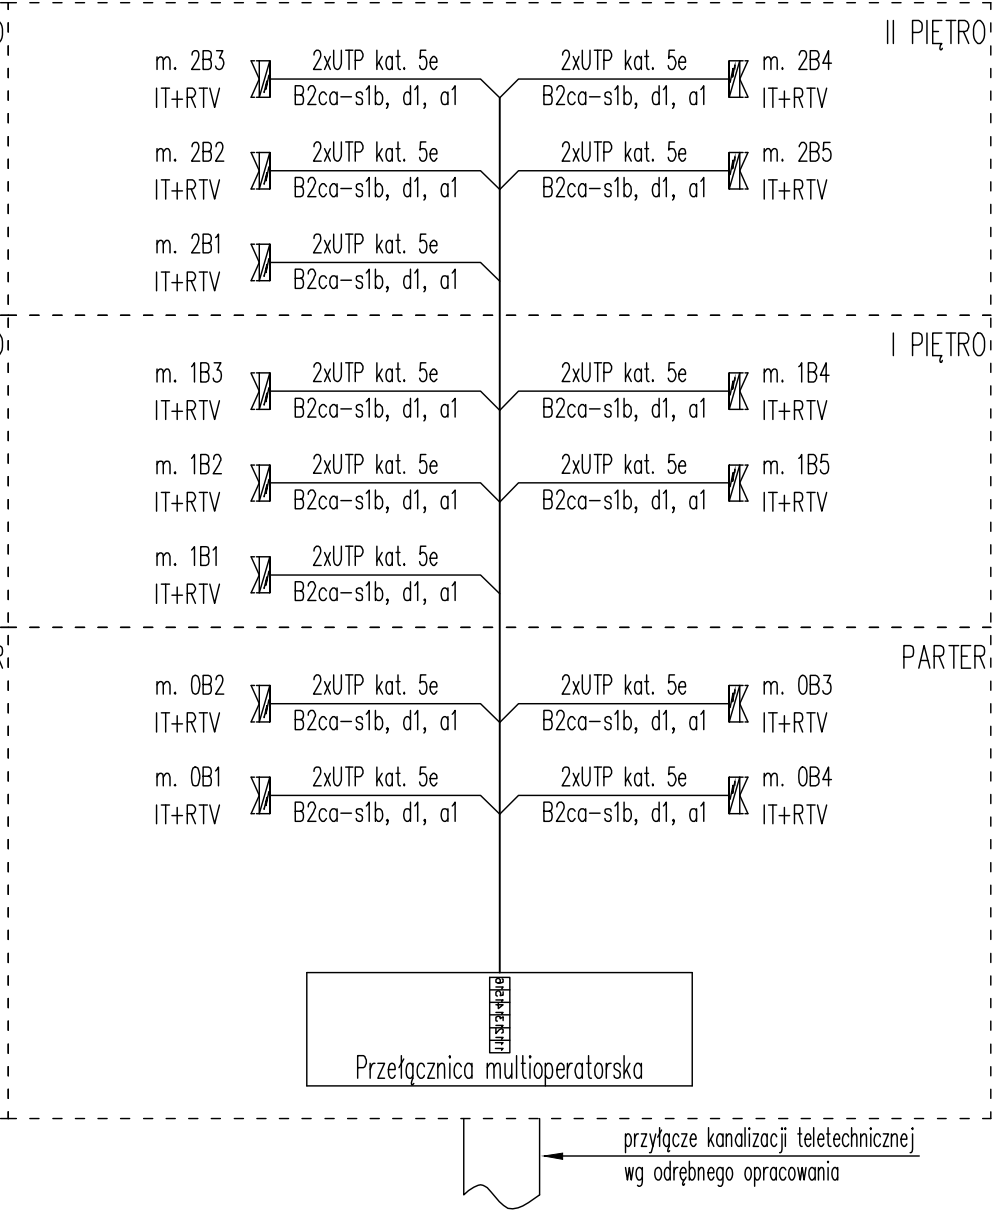 II PIĘTRO
m. 2B3 2xUTP kat. 5e 2xUTP kat. 5e m. 2B4
IT+RTV B2ca-s1b, d1, a1 B2ca-s1b, d1, a1 IT+RTV
m. 2B2 2xUTP kat. 5e 2xUTP kat. 5e m. 2B5
IT+RTV B2ca-s1b, d1, a1 B2ca-s1b, d1, a1 IT+RTV
m. 2B1 2xUTP kat. 5e
IT+RTV B2ca-s1b, d1, a1
I PIĘTRO
m. 1B3 2xUTP kat. 5e 2xUTP kat. 5e m. 1B4
IT+RTV B2ca-s1b, d1, a1 B2ca-s1b, d1, a1 IT+RTV
m. 1B2 2xUTP kat. 5e 2xUTP kat. 5e m. 1B5
IT+RTV B2ca-s1b, d1, a1 B2ca-s1b, d1, a1 IT+RTV
m. 1B1 2xUTP kat. 5e
IT+RTV B2ca-s1b, d1, a1
PARTER
m. 0B2 2xUTP kat. 5e 2xUTP kat. 5e m. 0B3
IT+RTV B2ca-s1b, d1, a1 B2ca-s1b, d1, a1 IT+RTV
m. 0B1 2xUTP kat. 5e 2xUTP kat. 5e m. 0B4
IT+RTV B2ca-s1b, d1, a1 B2ca-s1b, d1, a1 IT+RTV
Przełącznica multioperatorska
przyłącze kanalizacji teletechnicznej
wg odrębnego opracowania